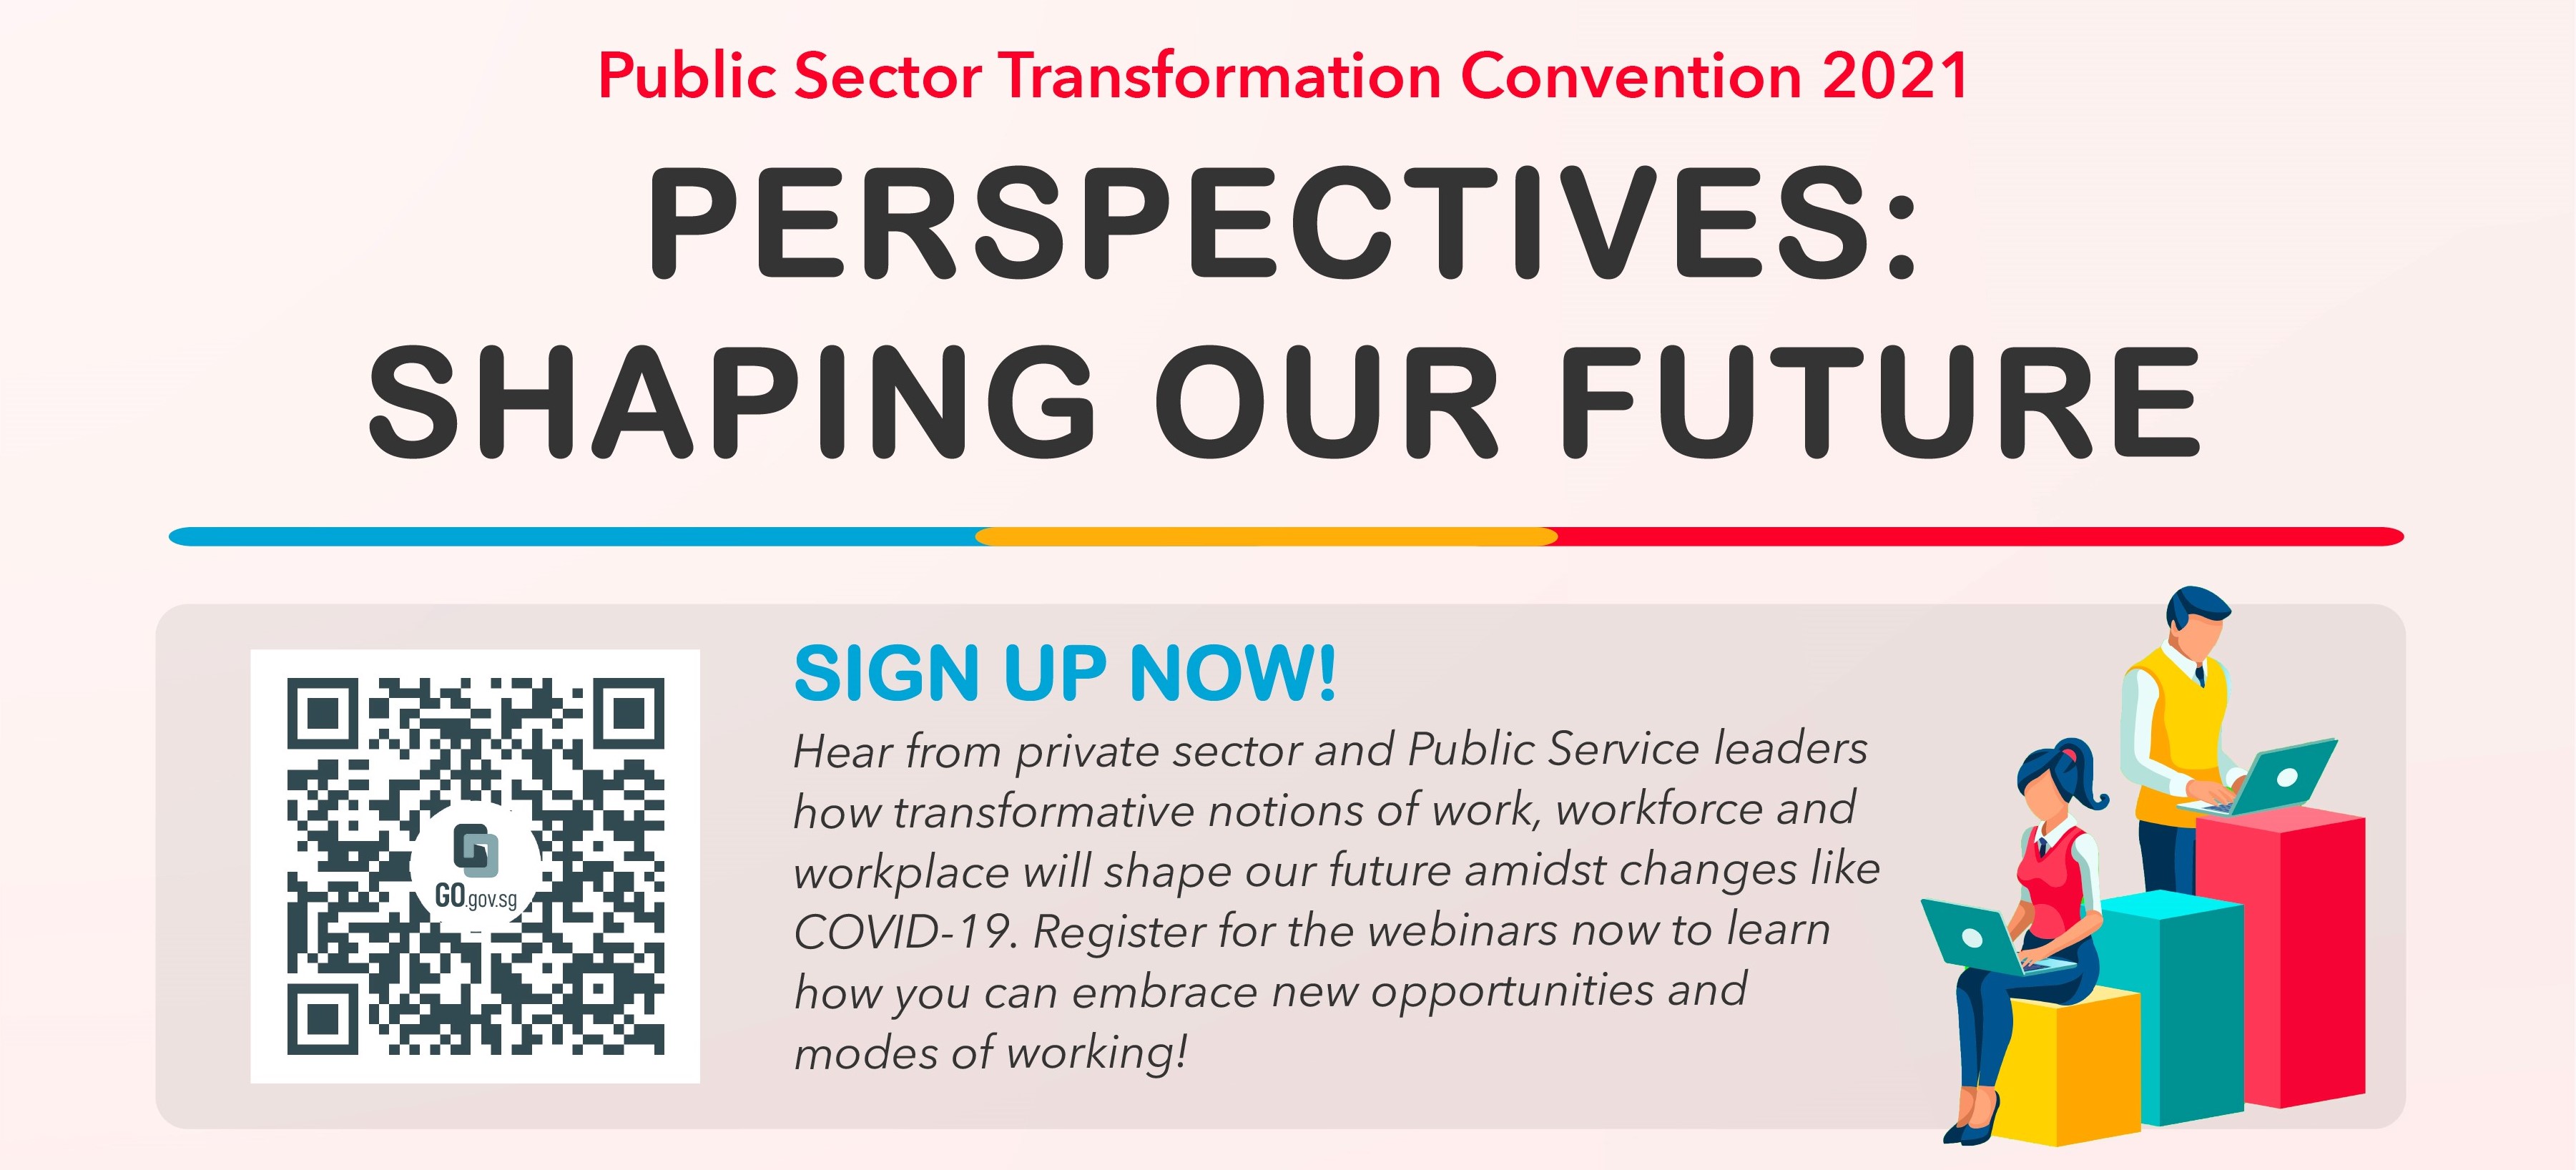 Public Sector Transformation Convention 2021
PERSPECTIVES:
SHAPING OUR FUTURE
SIGN UP NOW!
Hear from private sector and Public Service leaders
how transformative notions of work, workforce and
workplace will shape our future amidst changes like
COVID-19. Register for the webinars now to learn
how you can embrace new opportunities and
modes of working!
GO.gov.sg